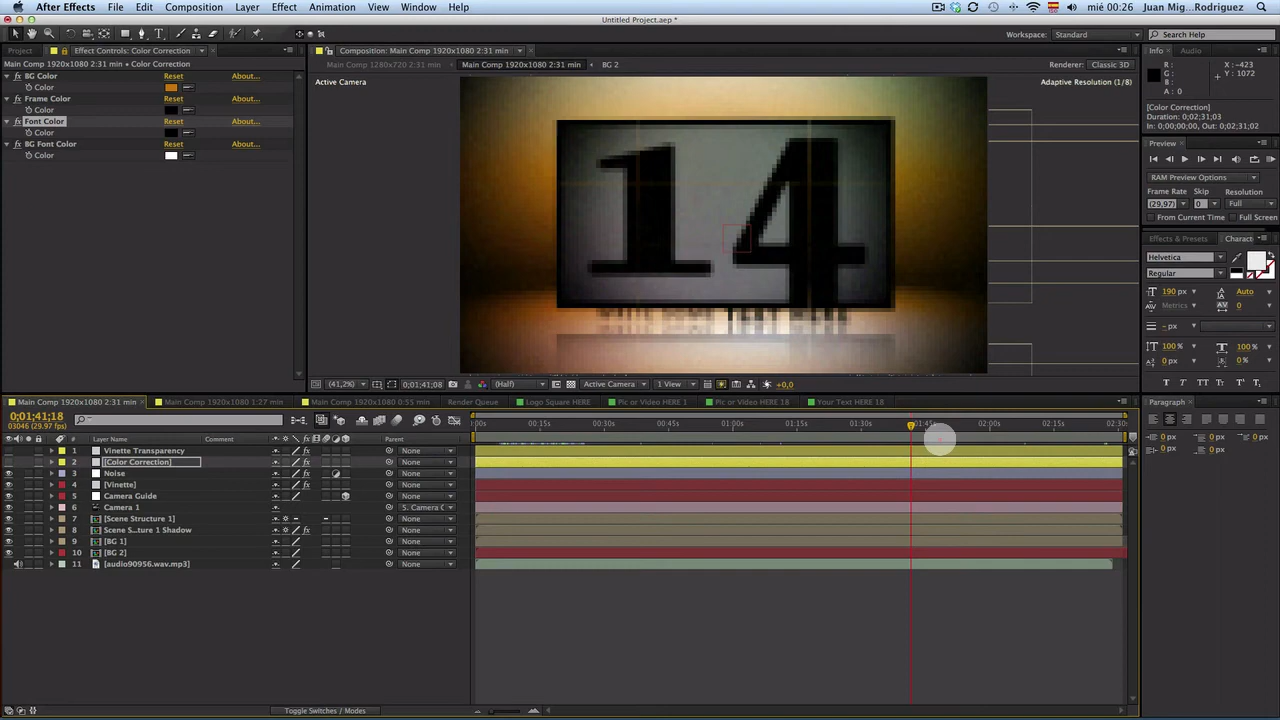 After Effects File Edit Composition Layer Effect Animation View Window Help mié 00:26 Juan Mig...Rodriguez
Untitled Project.aep *
Workspace: Standard Search Help
Project Effect Controls: Color Correction Composition: Main Comp 1920x1080 2:31 min Info Audio
Main Comp 1280x720 2:31 min Main Comp 1920x1080 2:31 min BG 2 Renderer: Classic 3D
BG Color Reset About...
Color
Frame Color Reset About...
Color
Font Color Reset About...
Color
BG Font Color Reset About...
Color
Active Camera Adaptive Resolution (1/8)
14
R: X: -423
G: Y: 1072
B:
A: 0
[Color Correction]
Duration: 0;02;31;03
In: 0;00;00;00, Out: 0;02;31;02
Preview
RAM Preview Options
Frame Rate Skip Resolution
(29,97) 0 Full
From Current Time Full Screen
Effects & Presets Charact
Helvetica
Regular
190 px Auto
Metrics 0
- px
100 % 100 %
0 px 0 %
T T TT Tr T' T,
(41,2%) 0;01;41;08 (Half) Active Camera 1 View +0,0
Main Comp 1920x1080 2:31 min Main Comp 1920x1080 1:27 min Main Comp 1920x1080 0:55 min Render Queue Logo Square HERE Pic or Video HERE 1 Pic or Video HERE 18 Your Text HERE 18
Paragraph
0;01;41;18
03046 (29.97 fps)
:00s 00:15s 00:30s 00:45s 01:00s 01:15s 01:30s 01:45s 02:00s 02:15s 02:30s
# Layer Name Comment Parent
1 Vinette Transparency None
2 [Color Correction] None
3 Noise None
4 [Vinette] None
5 Camera Guide None
6 Camera 1 5. Camera G
7 [Scene Structure 1] None
8 Scene S...ture 1 Shadow None
9 [BG 1] None
10 [BG 2] None
11 [audio90956.wav.mp3] None
0 px 0 px 0 px
0 px 0 px
Toggle Switches / Modes